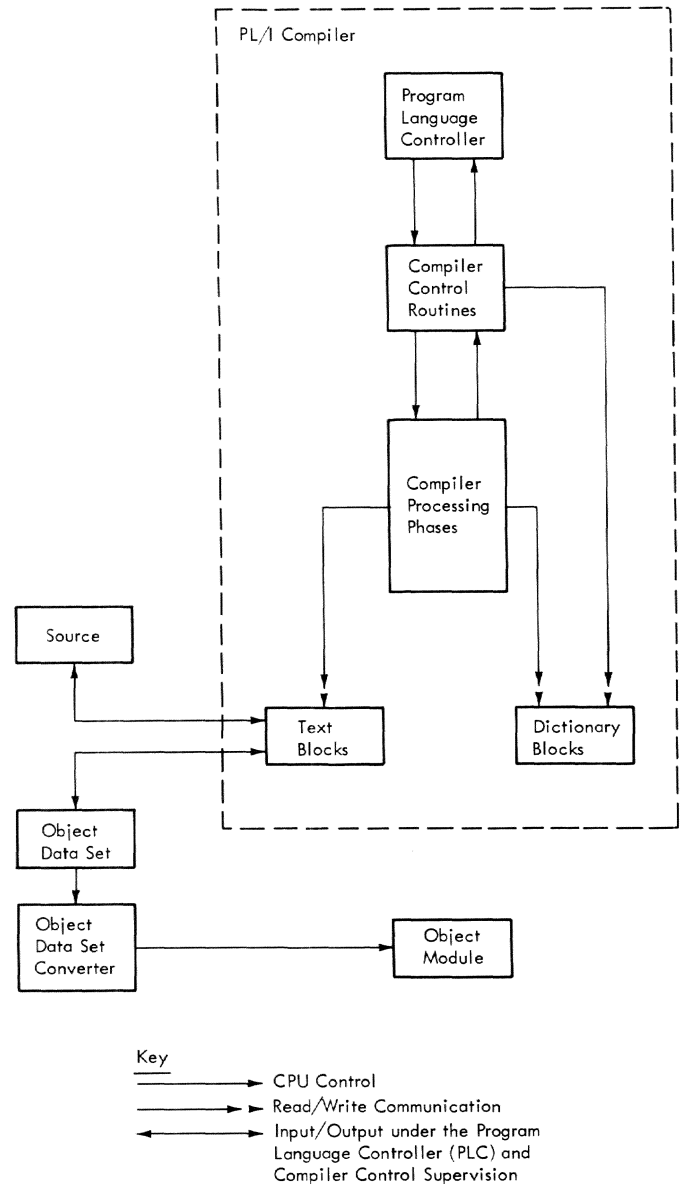 PL/I Compiler
Program
Language
Controller
Compiler
Control
Routines
Compiler
Processing
Phases
Source
Text
Blocks
Dictionary
Blocks
Object
Data Set
Object
Data Set
Converter
Object
Module
Key
CPU Control
Read/Write Communication
Input/Output under the Program
Language Controller (PLC) and
Compiler Control Supervision